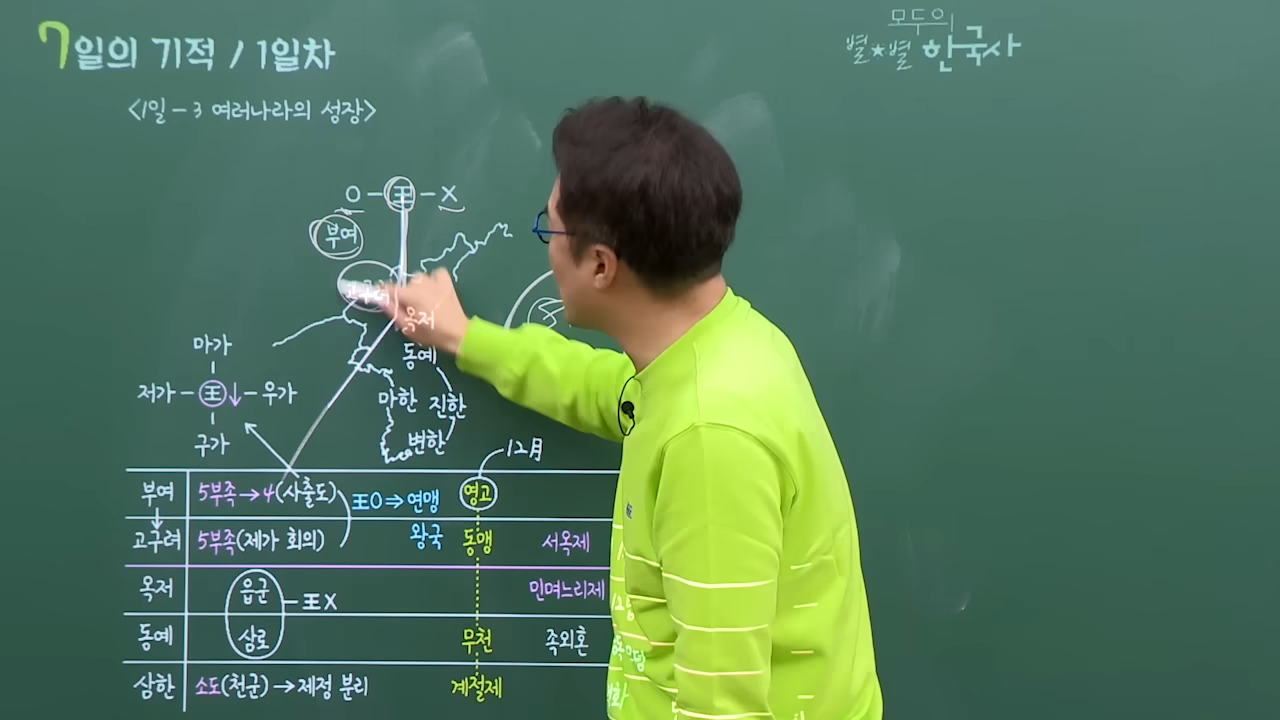 7일의 기적 / 1일차
모두의
별★별 한국사
<1일-3 여러나라의 성장>
O-王-X
부여
고구려
옥저
동예
마한 진한
변한
마가
저가-王↓-우가
구가
12月
부여 5부족→4(사출도) 王O⇒연맹 영고
고구려 5부족(제가 회의) 왕국 동맹 서옥제
옥저 읍군 -王X 민며느리제
동예 삼로 무천 족외혼
삼한 소도(천군)→제정 분리 계절제